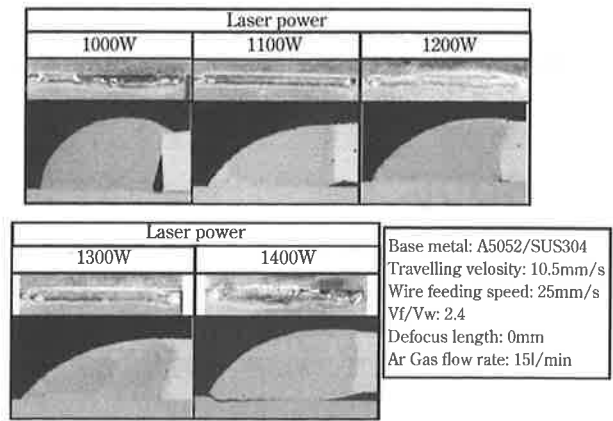 Laser power
1000W 1100W 1200W
Laser power
1300W 1400W
Base metal: A5052/SUS304
Travelling velosity: 10.5mm/s
Wire feeding speed: 25mm/s
Vf/Vw: 2.4
Defocus length: 0mm
Ar Gas flow rate: 15l/min